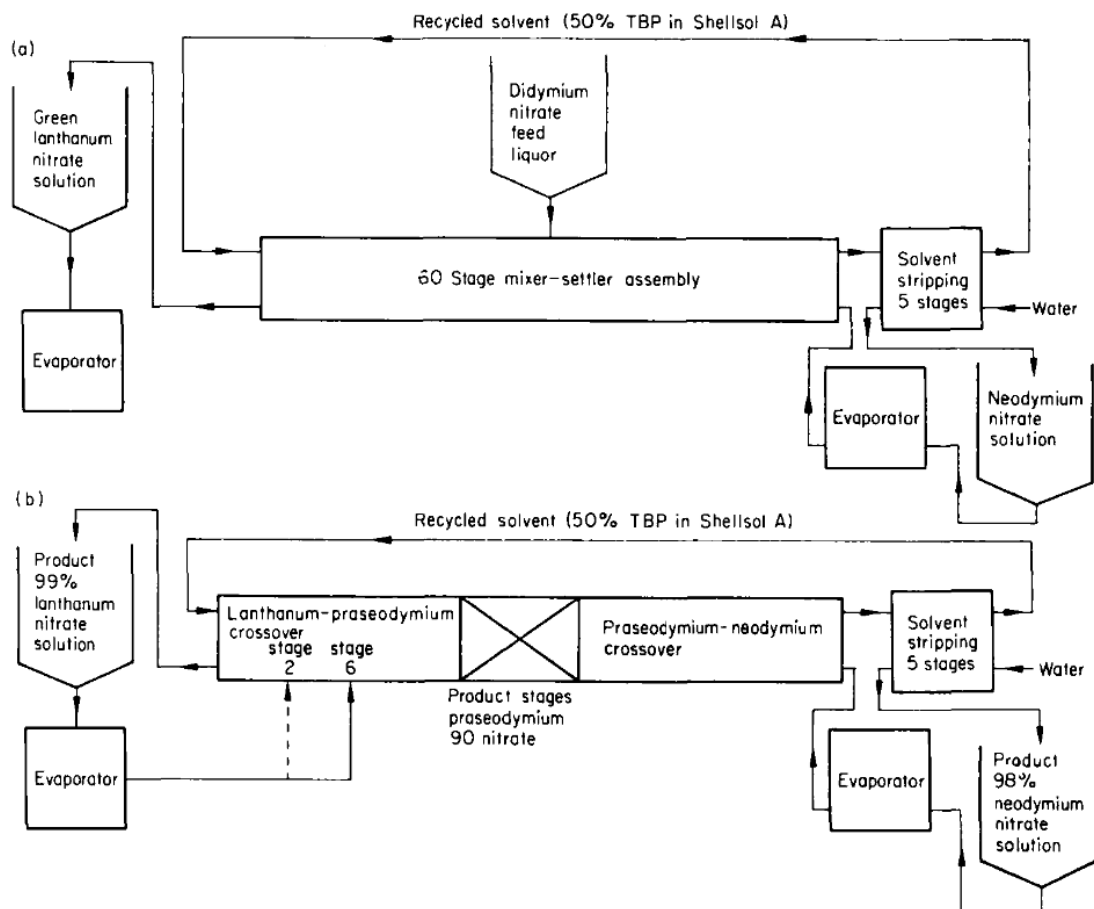 Recycled solvent (50% TBP in Shellsol A)
(a)
Green
lanthanum
nitrate
solution
Didymium
nitrate
feed
liquor
60 Stage mixer-settler assembly
Solvent
stripping
5 stages
Water
Evaporator
Evaporator
Neodymium
nitrate
solution
(b)
Recycled solvent (50% TBP in Shellsol A)
Product
99%
lanthanum
nitrate
solution
Lanthanum-praseodymium
crossover
stage stage
2 6
Praseodymium-neodymium
crossover
Solvent
stripping
5 stages
Water
Product stages
praseodymium
90 nitrate
Evaporator
Evaporator
Product
98%
neodymium
nitrate
solution